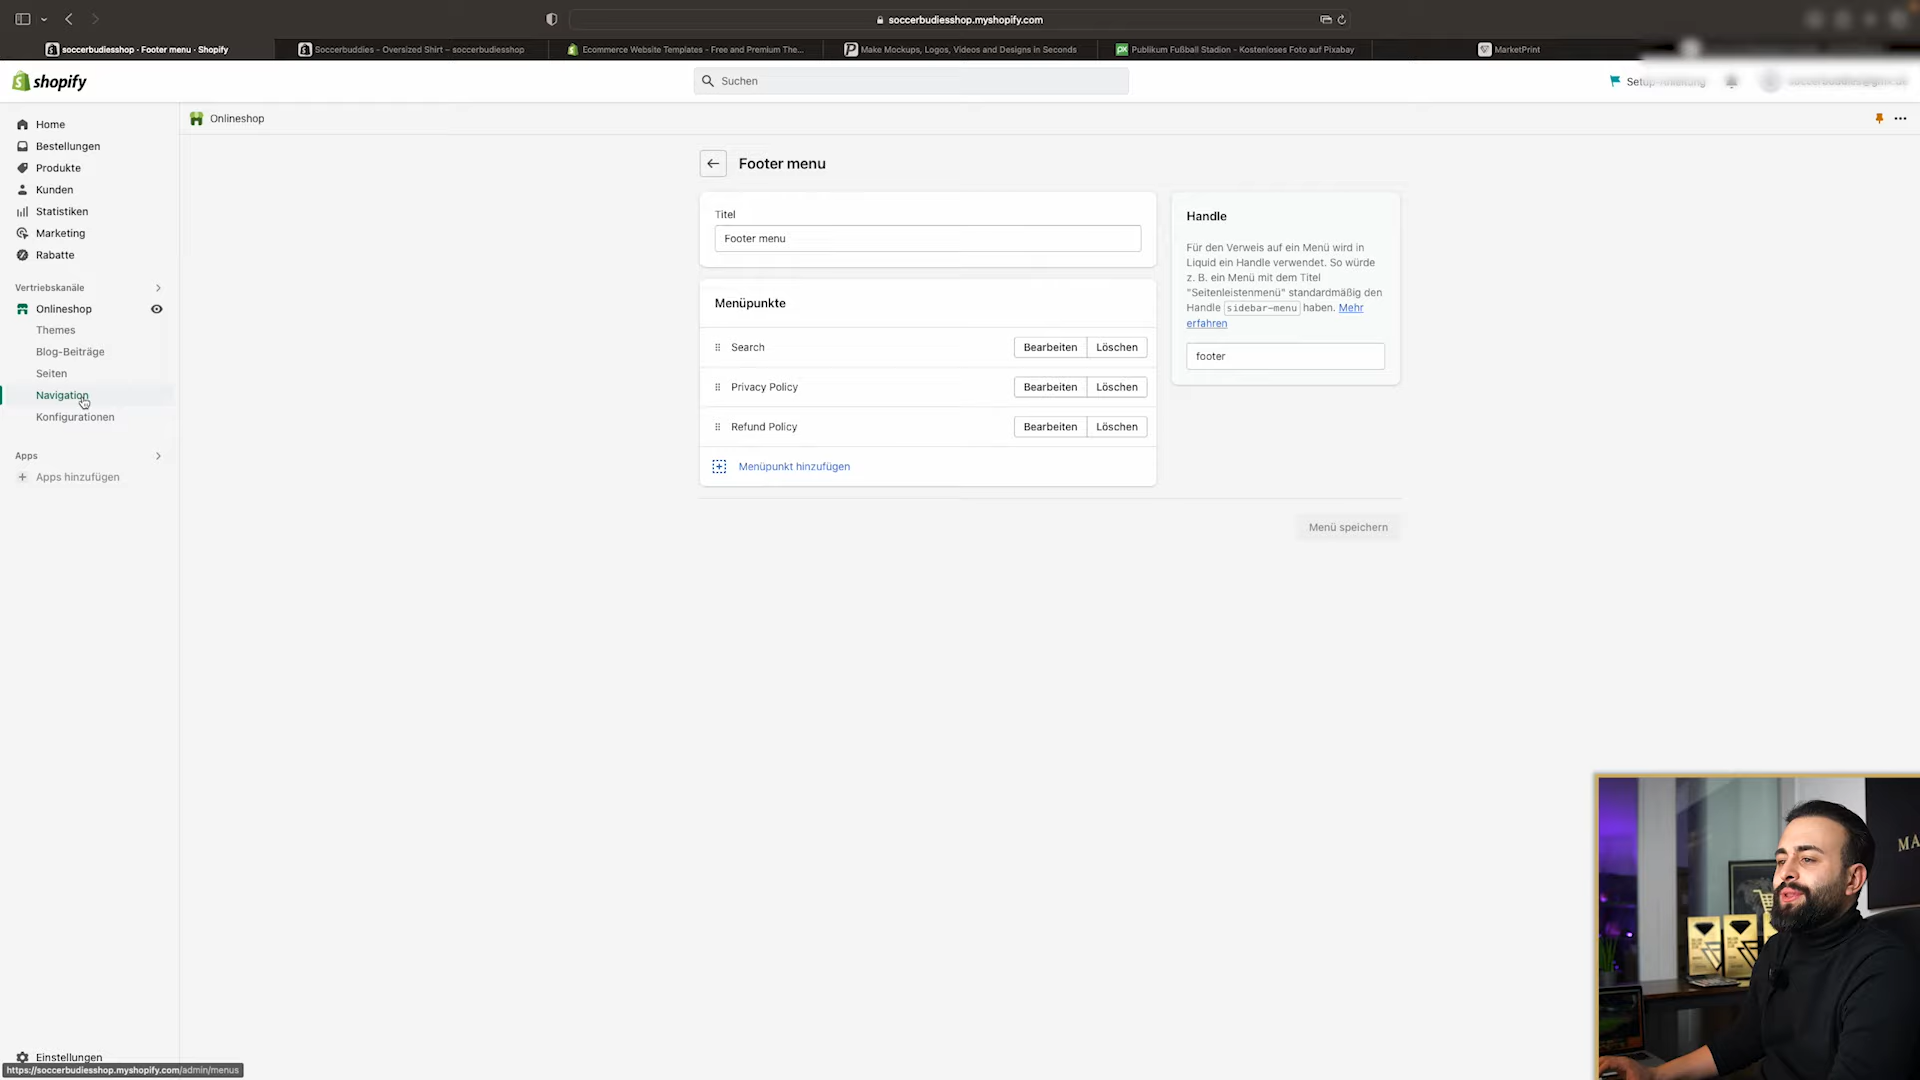 soccerbudiesshop.myshopify.com
soccerbudiesshop · Footer menu · Shopify
Soccerbuddies - Oversized Shirt – soccerbudiesshop
Ecommerce Website Templates - Free and Premium The...
Make Mockups, Logos, Videos and Designs in Seconds
Publikum Fußball Stadion - Kostenloses Foto auf Pixabay
MarketPrint
shopify
Suchen
Setup-Anleitung
Onlineshop
Home
Bestellungen
Produkte
Kunden
Statistiken
Marketing
Rabatte
Vertriebskanäle
Onlineshop
Themes
Blog-Beiträge
Seiten
Navigation
Konfigurationen
Apps
Apps hinzufügen
Einstellungen
https://soccerbudiesshop.myshopify.com/admin/menus
Footer menu
Titel
Footer menu
Menüpunkte
Search
Bearbeiten
Löschen
Privacy Policy
Bearbeiten
Löschen
Refund Policy
Bearbeiten
Löschen
Menüpunkt hinzufügen
Handle
Für den Verweis auf ein Menü wird in
Liquid ein Handle verwendet. So würde
z. B. ein Menü mit dem Titel
"Seitenleistenmenü" standardmäßig den
Handle sidebar-menu haben. Mehr
erfahren
footer
Menü speichern